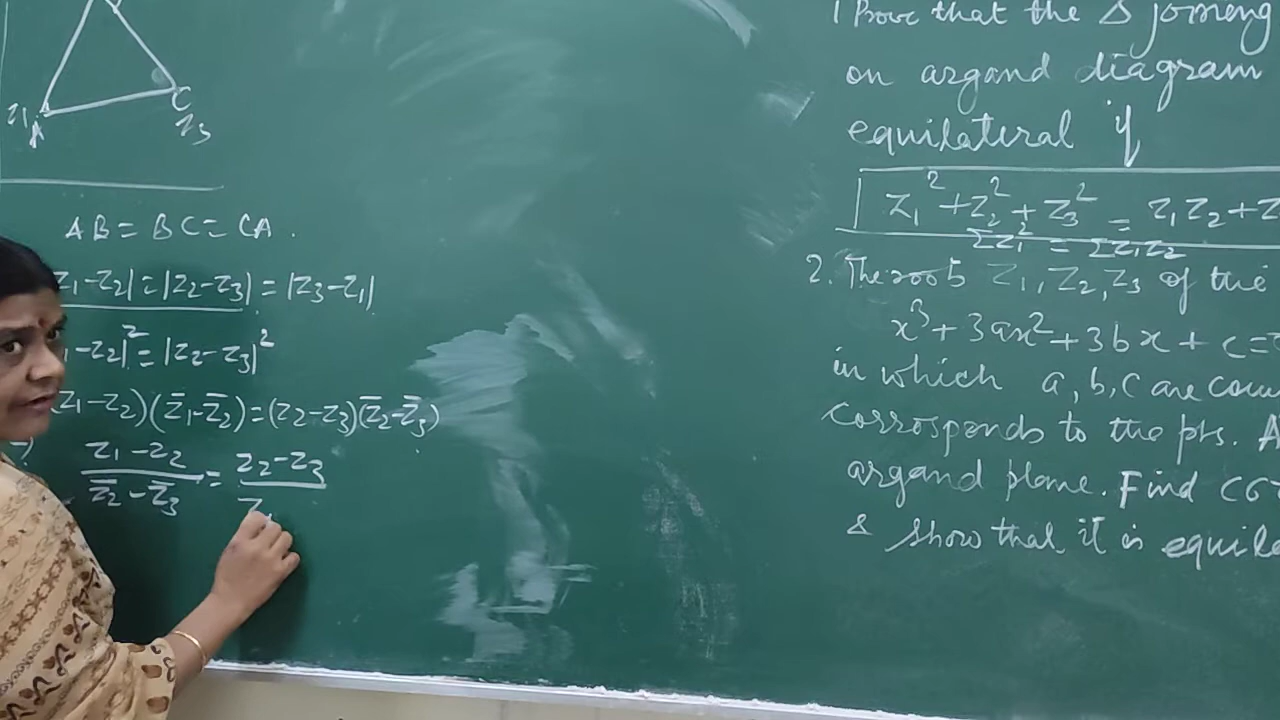 z₁ A
C
z₃
AB = BC = CA.
z₁-z₂| = |z₂-z₃| = |z₃-z₁|
₁-z₂|² = |z₂-z₃|²
z₁-z₂)(z̄₁-z̄₂) = (z₂-z₃)(z̄₂-z̄₃)
z₁-z₂ / z̄₂-z̄₃ = z₂-z₃ /
1 Prove that the Δ joining
on argand diagram
equilateral if
z₁² + z₂² + z₃² = z₁z₂ + z
Σz₁² = Σz₁z₂
2. The roots z₁, z₂, z₃ of the
x³ + 3ax² + 3bx + c =
in which a, b, c are com
corresponds to the pts. A
argand plane. Find
& show that it is equila